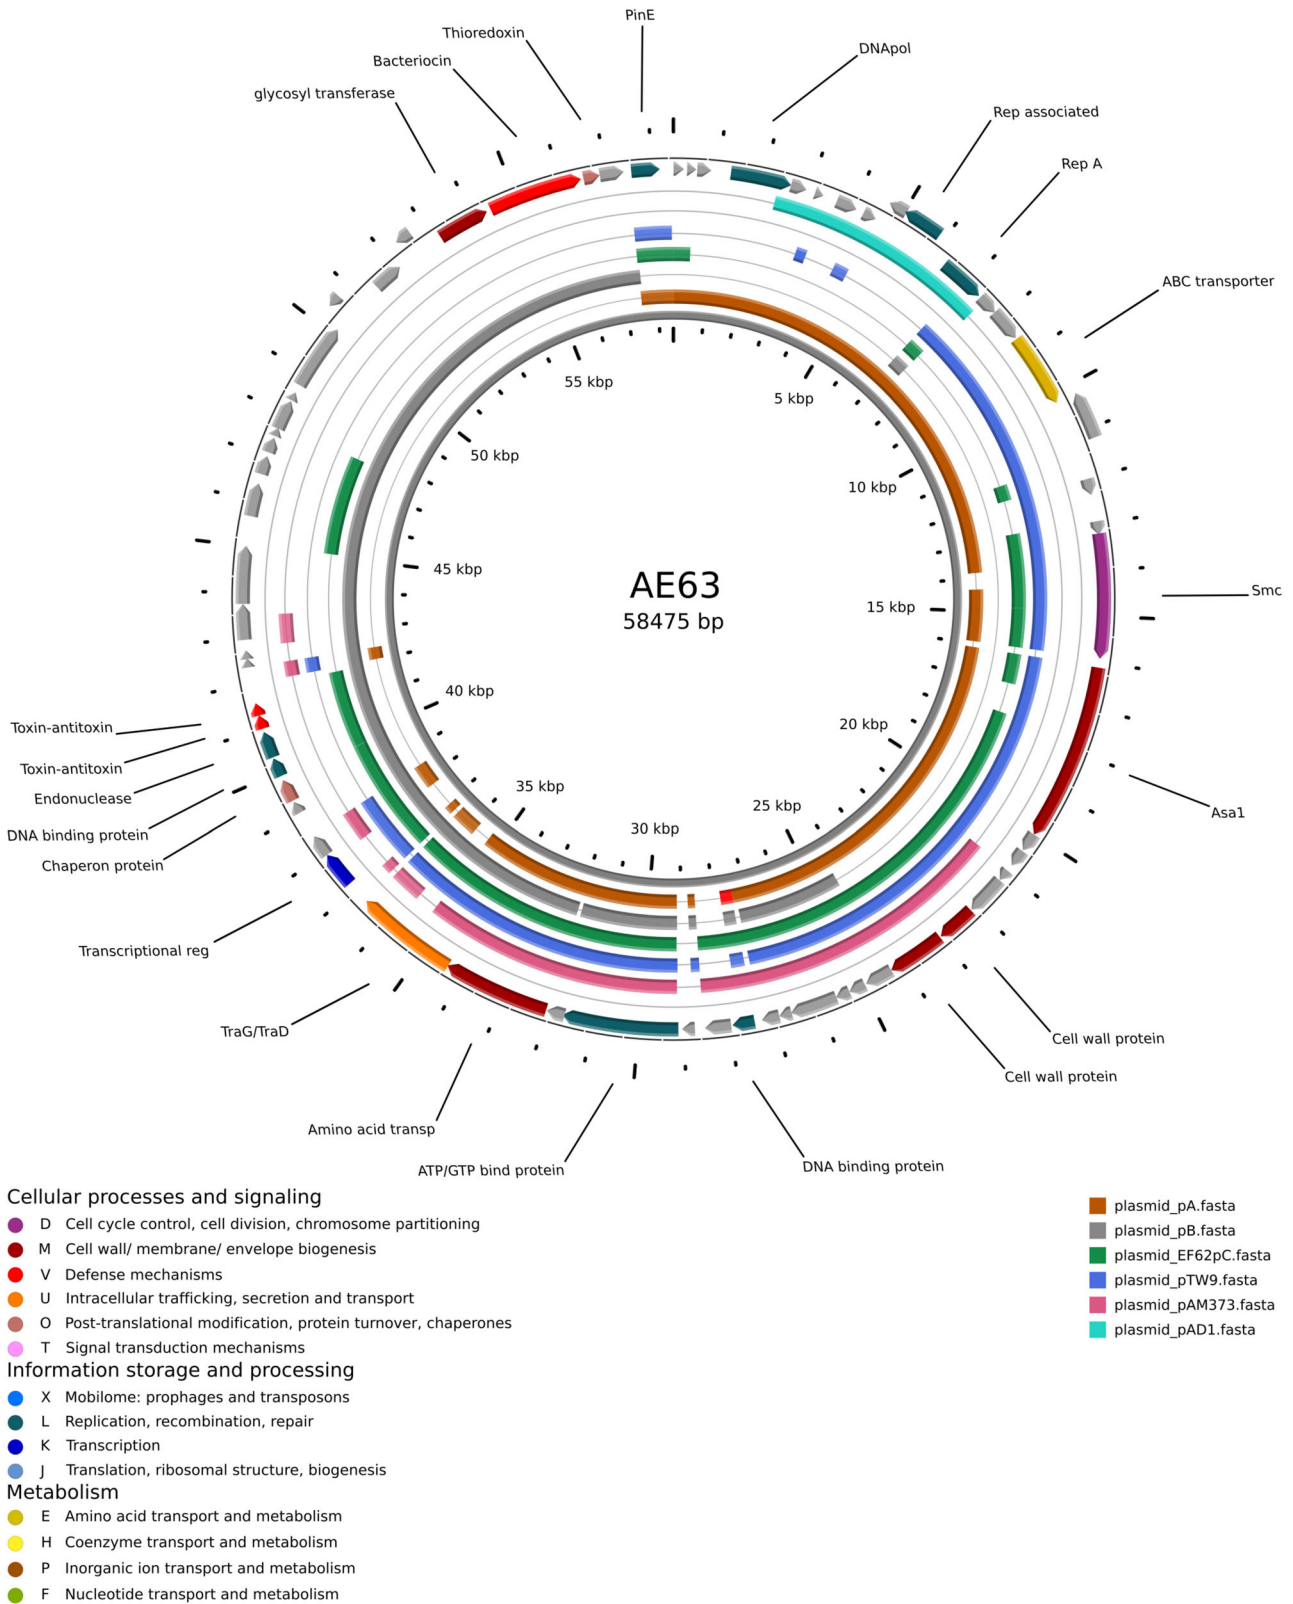 PinE
Thioredoxin
DNApol
Bacteriocin
glycosyl transferase
Rep associated
Rep A
ABC transporter
55 kbp
5 kbp
50 kbp
10 kbp
45 kbp
AE63
58475 bp
15 kbp
Smc
40 kbp
20 kbp
Toxin-antitoxin
Toxin-antitoxin
Endonuclease
DNA binding protein
Chaperon protein
35 kbp
30 kbp
25 kbp
Asa1
Transcriptional reg
TraG/TraD
Cell wall protein
Cell wall protein
Amino acid transp
ATP/GTP bind protein
DNA binding protein
Cellular processes and signaling
D Cell cycle control, cell division, chromosome partitioning
M Cell wall/ membrane/ envelope biogenesis
V Defense mechanisms
U Intracellular trafficking, secretion and transport
O Post-translational modification, protein turnover, chaperones
T Signal transduction mechanisms
Information storage and processing
X Mobilome: prophages and transposons
L Replication, recombination, repair
K Transcription
J Translation, ribosomal structure, biogenesis
Metabolism
E Amino acid transport and metabolism
H Coenzyme transport and metabolism
P Inorganic ion transport and metabolism
F Nucleotide transport and metabolism
plasmid_pA.fasta
plasmid_pB.fasta
plasmid_EF62pC.fasta
plasmid_pTW9.fasta
plasmid_pAM373.fasta
plasmid_pAD1.fasta